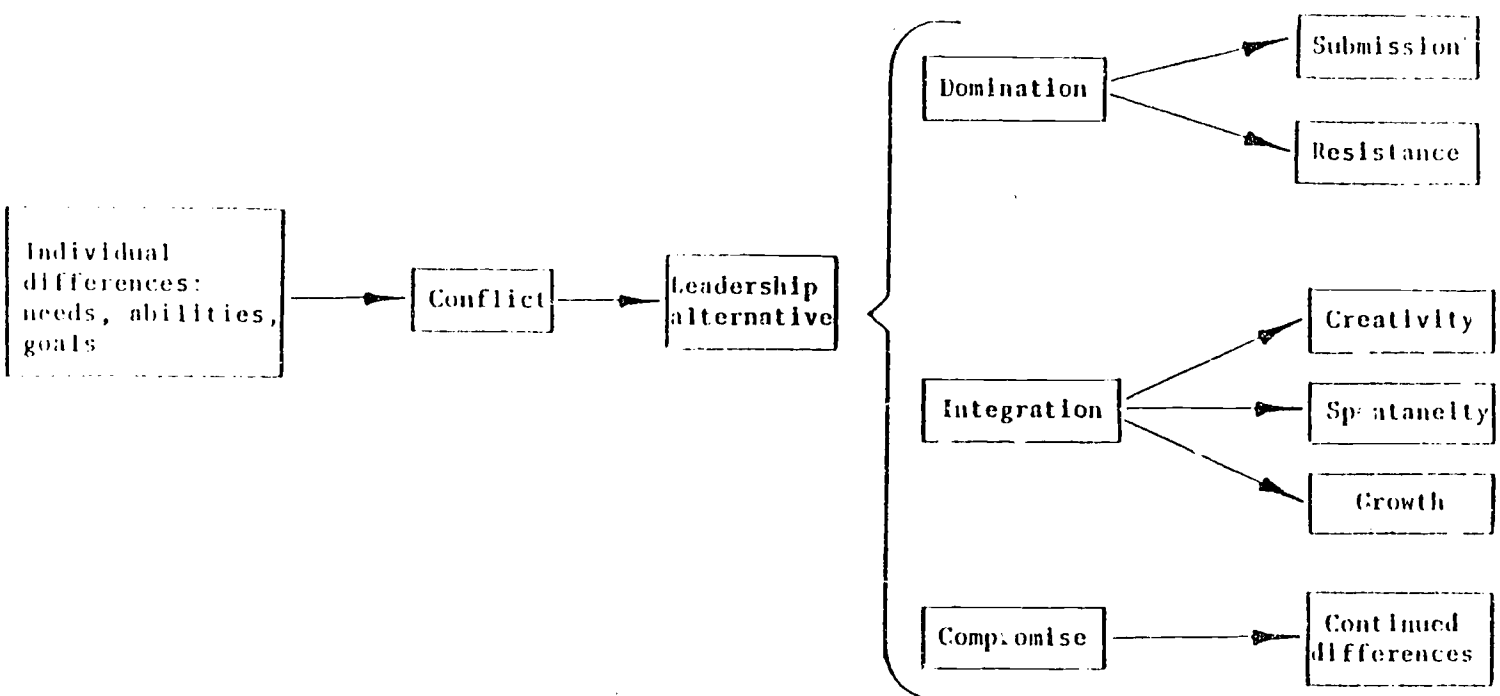 Individual
differences:
needs, abilities,
goals
Conflict
Leadership
alternative
Domination
Submission
Resistance
Integration
Creativity
Growth
Compromise
Continued
differences